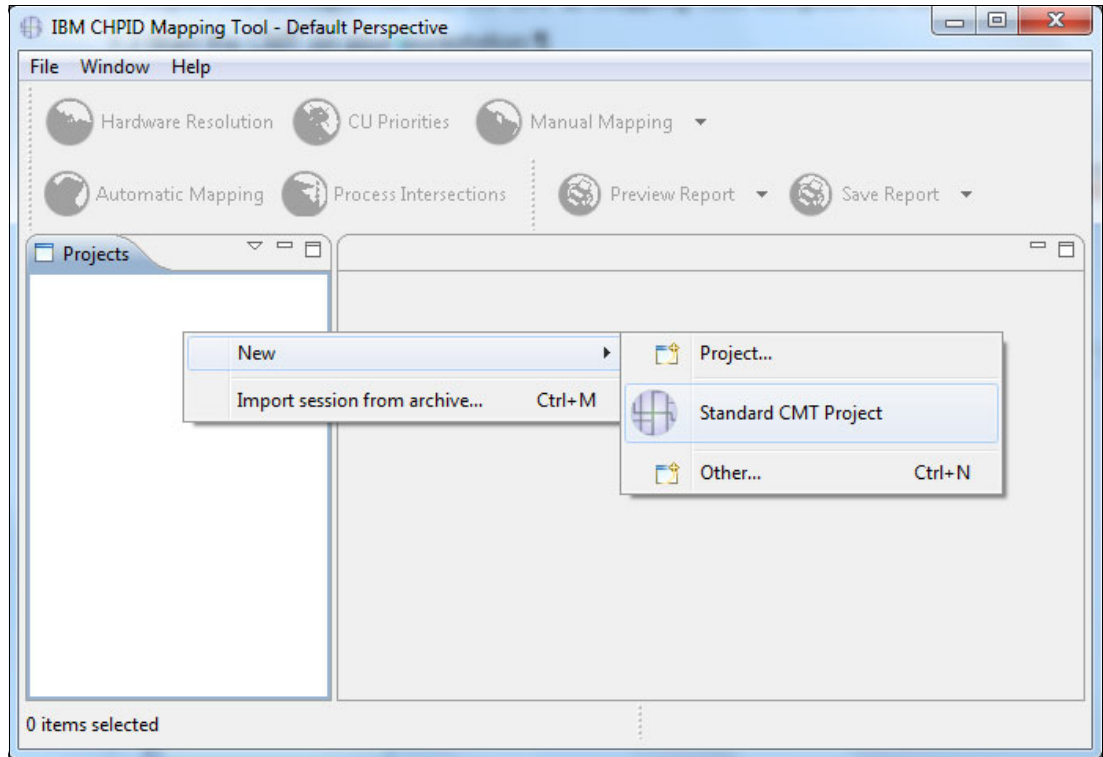 IBM CHPID Mapping Tool - Default Perspective
File Window Help
Hardware Resolution CU Priorities Manual Mapping
Automatic Mapping Process Intersections Preview Report Save Report
Projects
New Project...
Import session from archive... Ctrl+M Standard CMT Project
Other... Ctrl+N
0 items selected